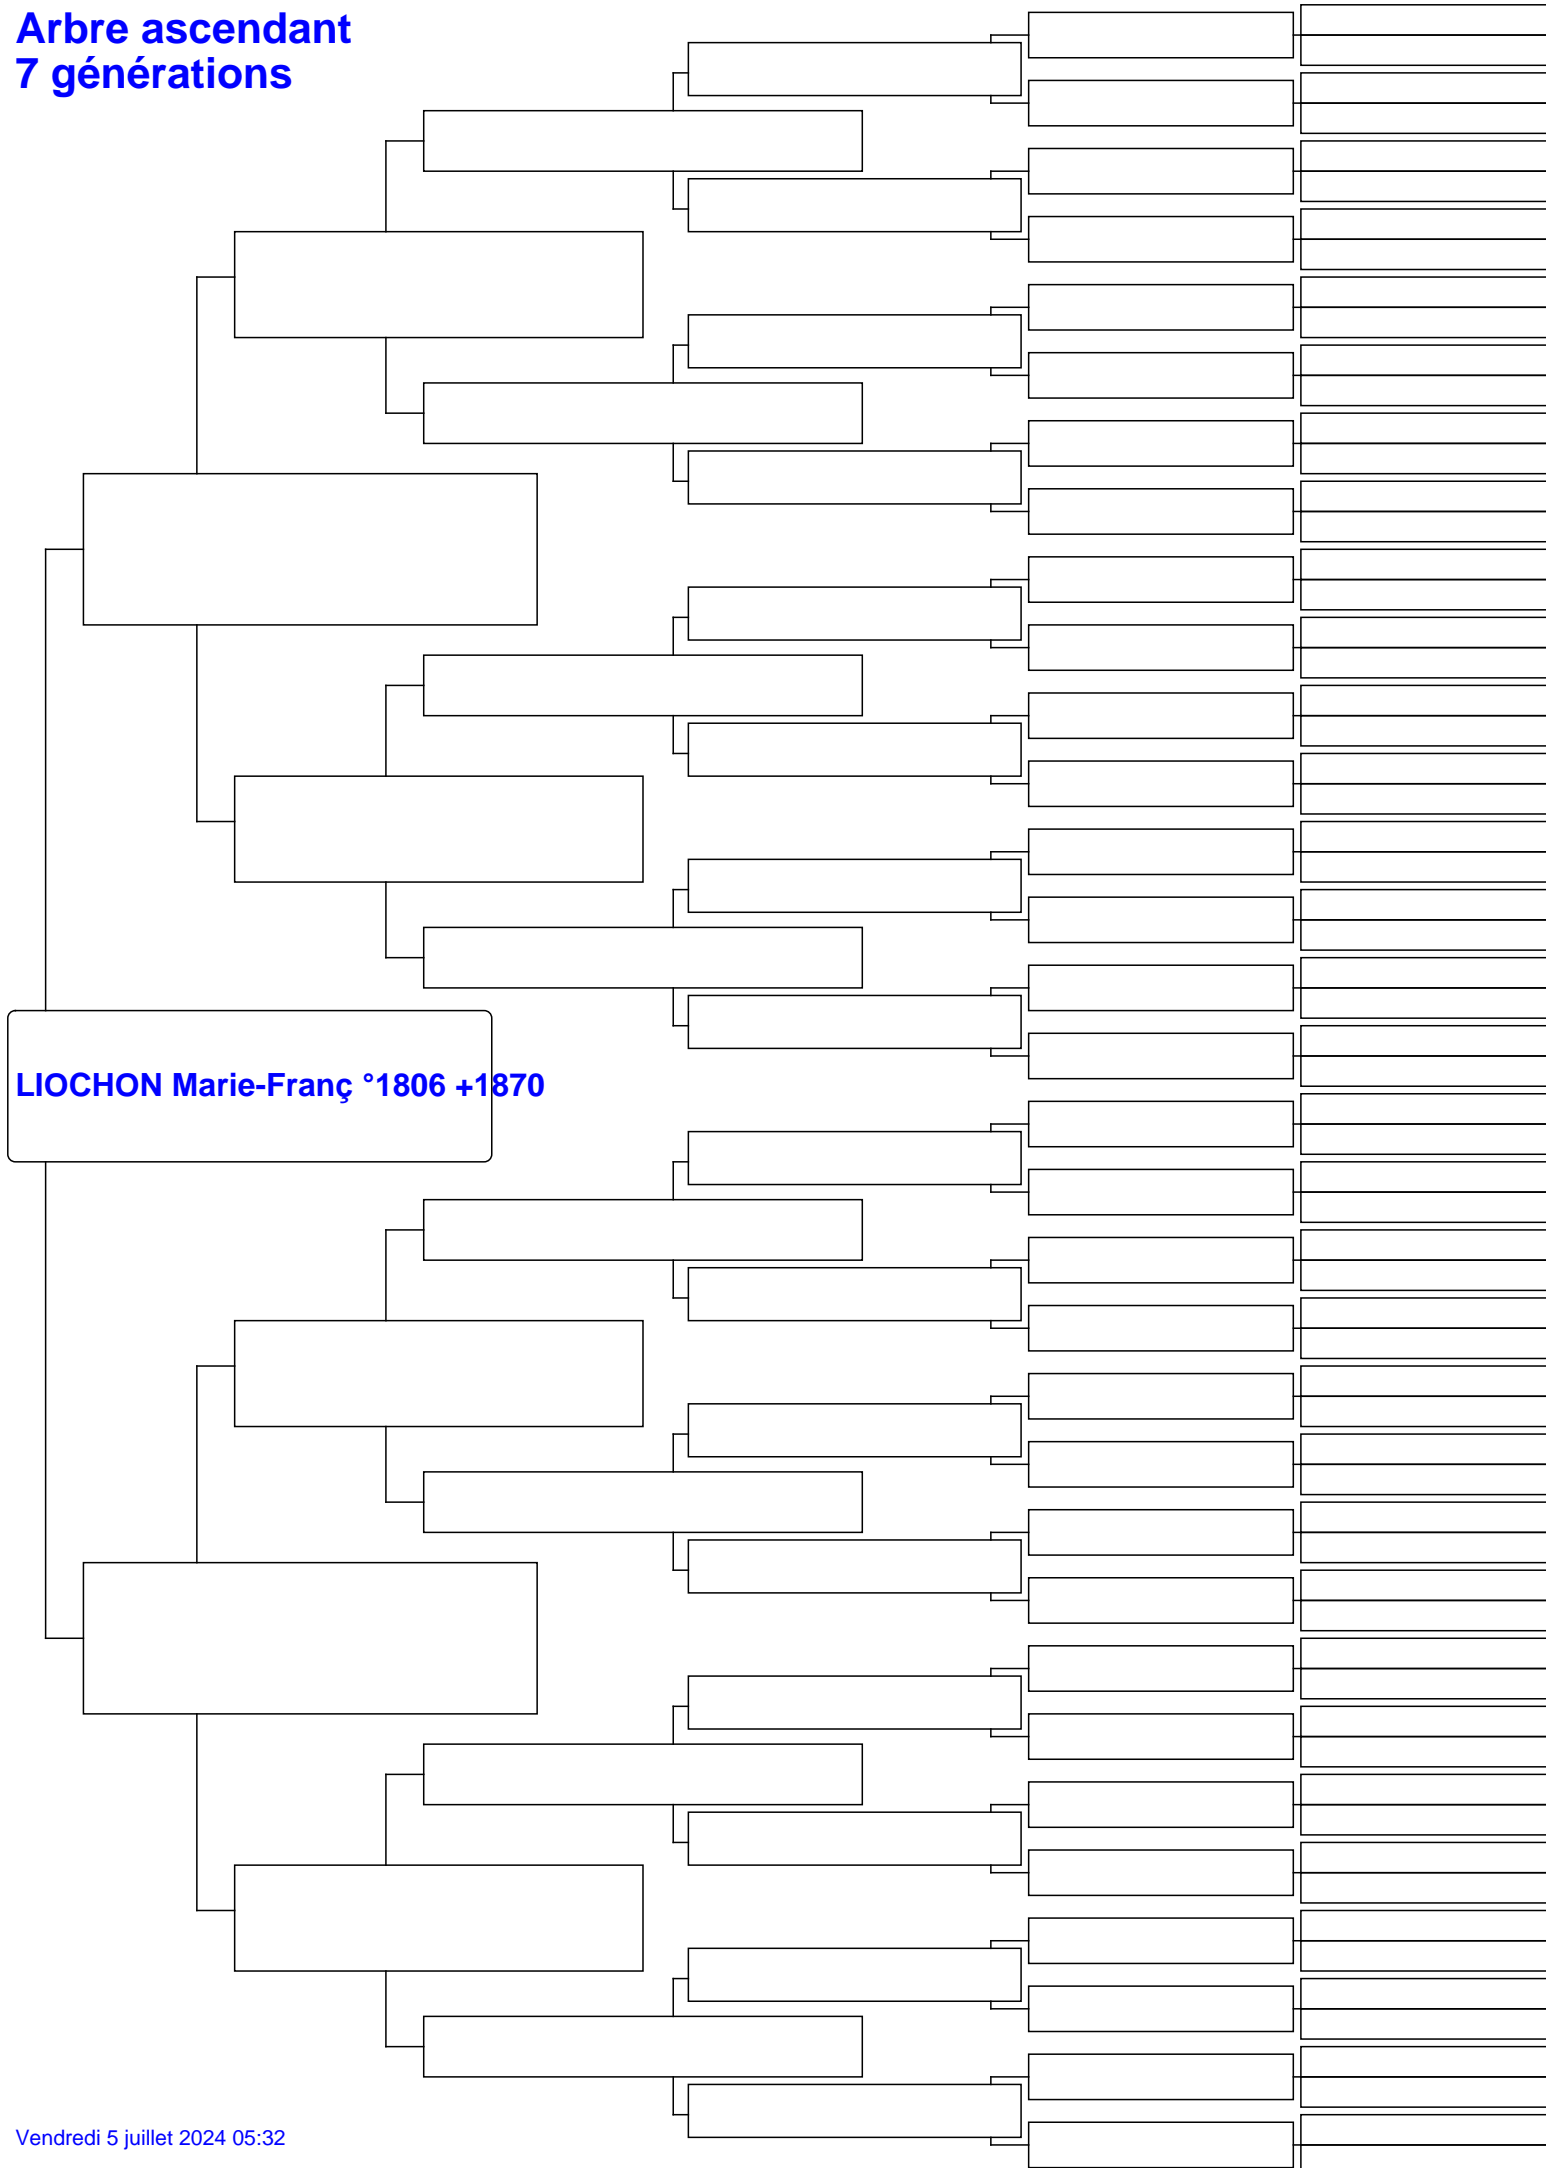 Arbre ascendant
7 générations
LIOCHON Marie-Franç °1806 +1870
Vendredi 5 juillet 2024 05:32